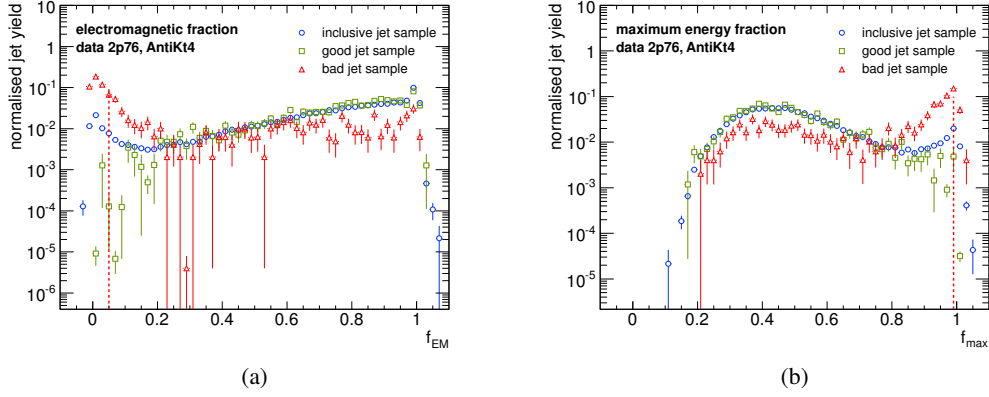 normalised jet yield
10
1
10⁻¹
10⁻²
10⁻³
10⁻⁴
10⁻⁵
10⁻⁶
electromagnetic fraction
data 2p76, AntiKt4
inclusive jet sample
good jet sample
bad jet sample
0 0.2 0.4 0.6 0.8 1
f_EM
(a)
normalised jet yield
10
1
10⁻¹
10⁻²
10⁻³
10⁻⁴
10⁻⁵
10⁻⁶
maximum energy fraction
data 2p76, AntiKt4
inclusive jet sample
good jet sample
bad jet sample
0 0.2 0.4 0.6 0.8 1
f_max
(b)